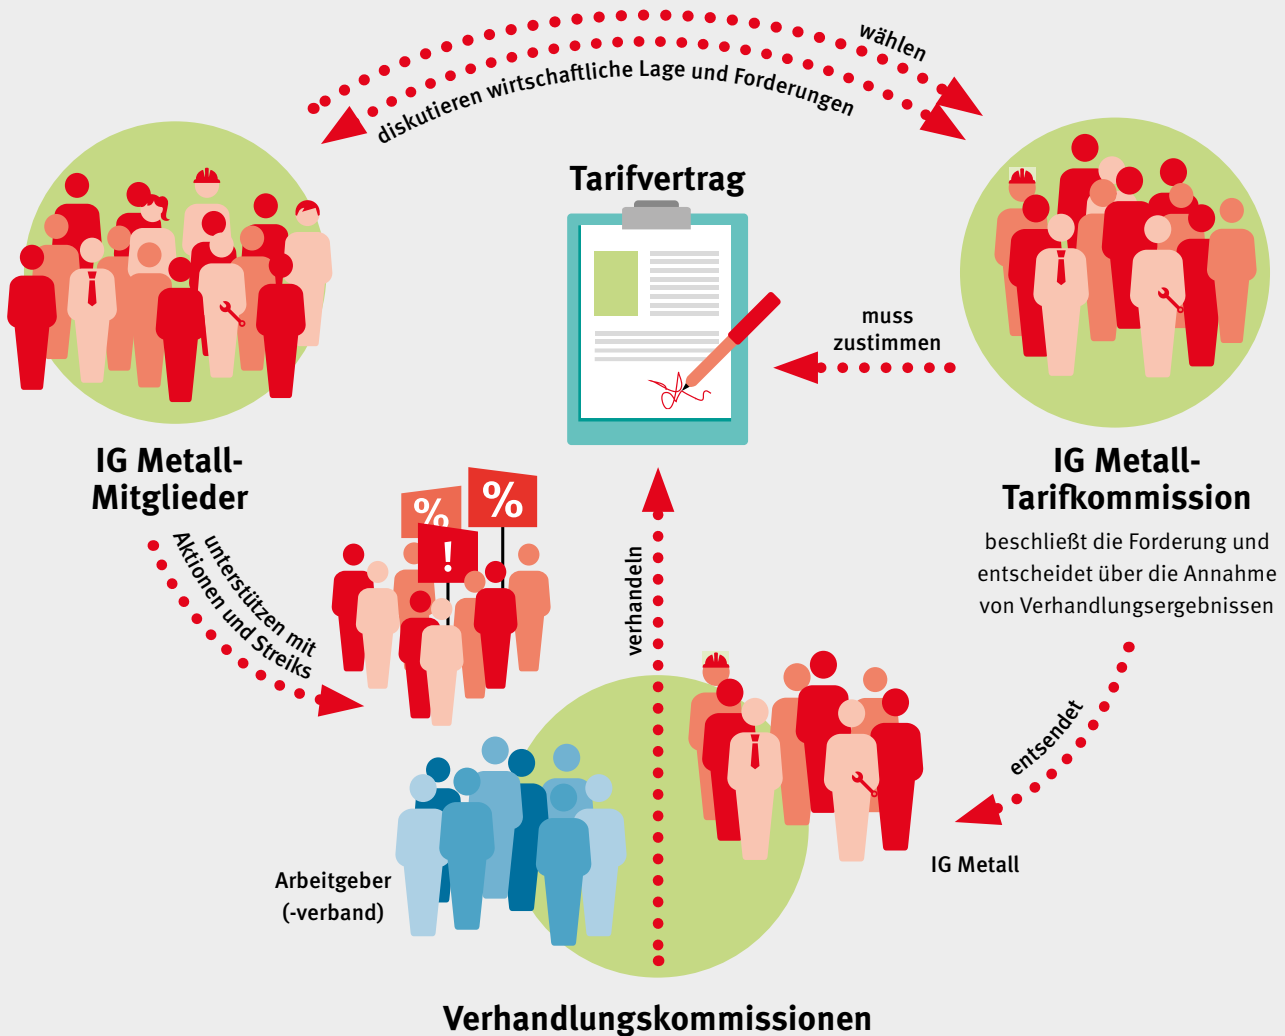 wählen
diskutieren wirtschaftliche Lage und Forderungen
Tarifvertrag
muss
zustimmen
IG Metall-
Mitglieder
IG Metall-
Tarifkommission
beschließt die Forderung und
entscheidet über die Annahme
von Verhandlungsergebnissen
%
%
!
unterstützen mit
Aktionen und Streiks
verhandeln
entsendet
IG Metall
Arbeitgeber
(-verband)
Verhandlungskommissionen